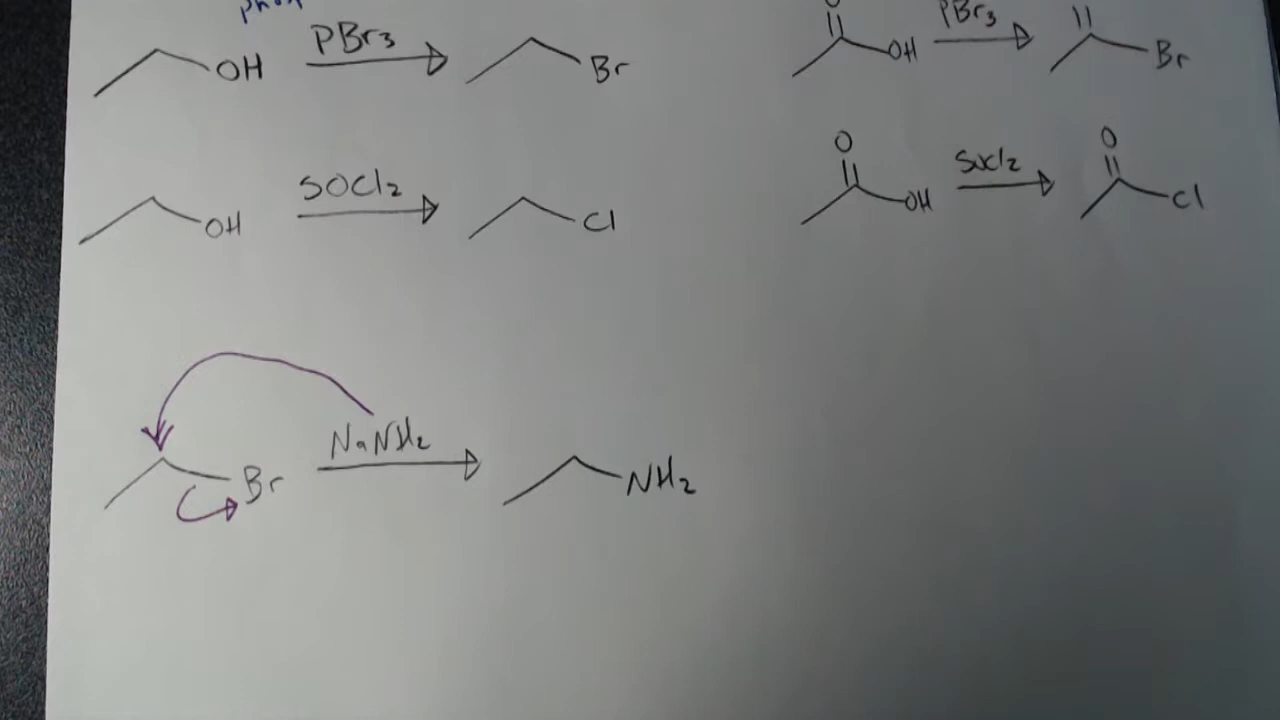 OH PBr3 Br
O OH PBr3 Br
OH SOCl2 Cl
O OH SOCl2 O Cl
Br NaNH2 NH2